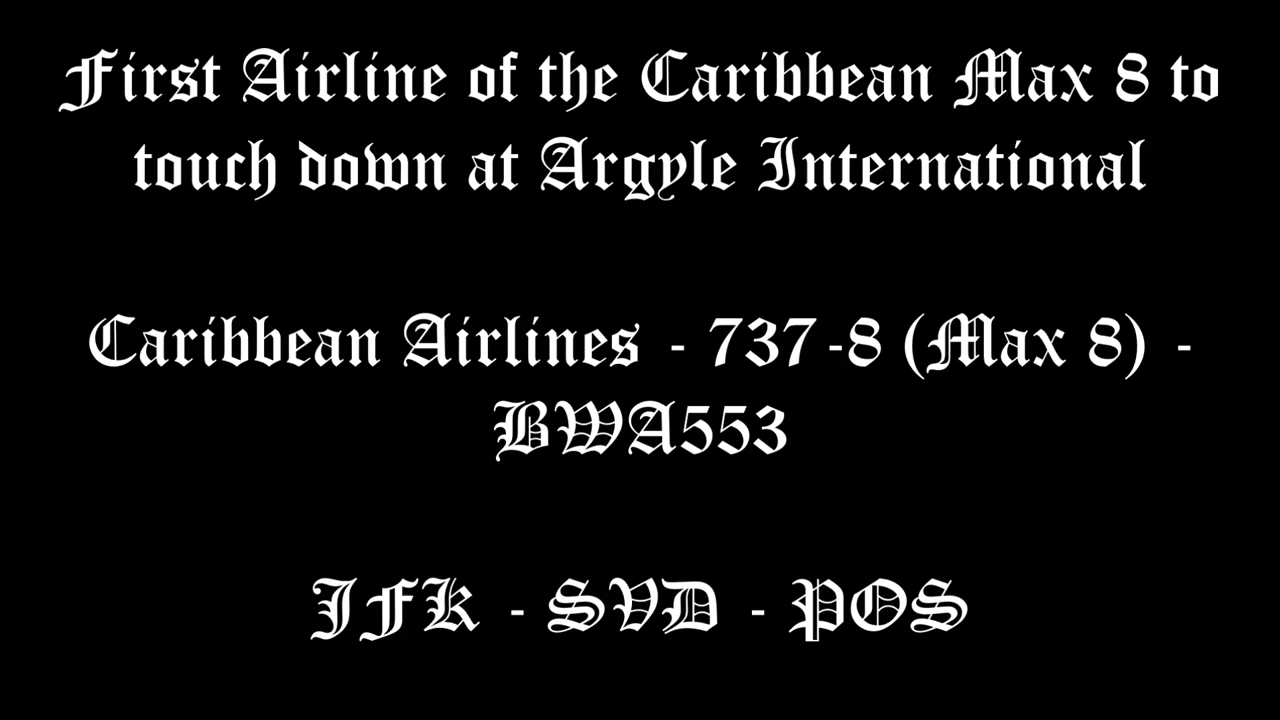 First Airline of the Caribbean Max 8 to
touch down at Argyle International
Caribbean Airlines - 737-8 (Max 8) -
BWA553
JFK - SVD - POS